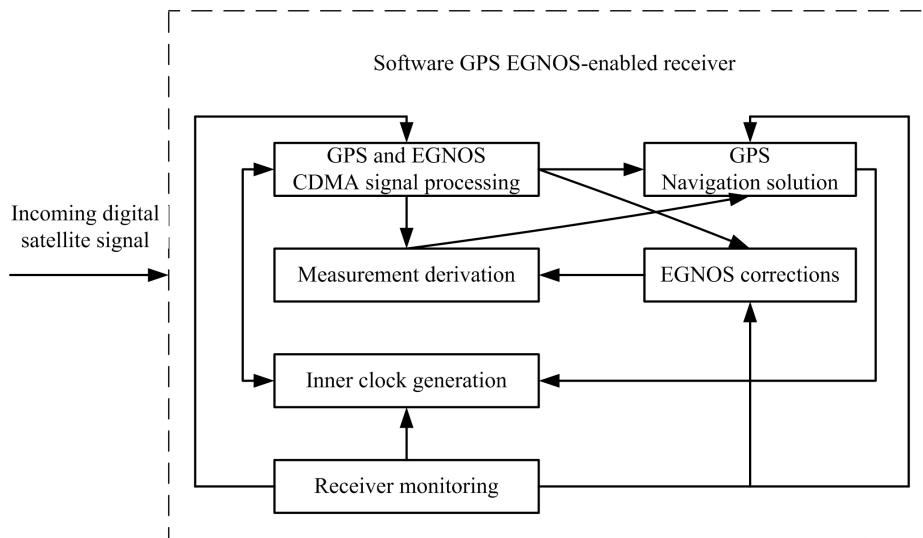 Software GPS EGNOS-enabled receiver
GPS and EGNOS
CDMA signal processing
GPS
Navigation solution
Incoming digital
satellite signal
Measurement derivation
EGNOS corrections
Inner clock generation
Receiver monitoring